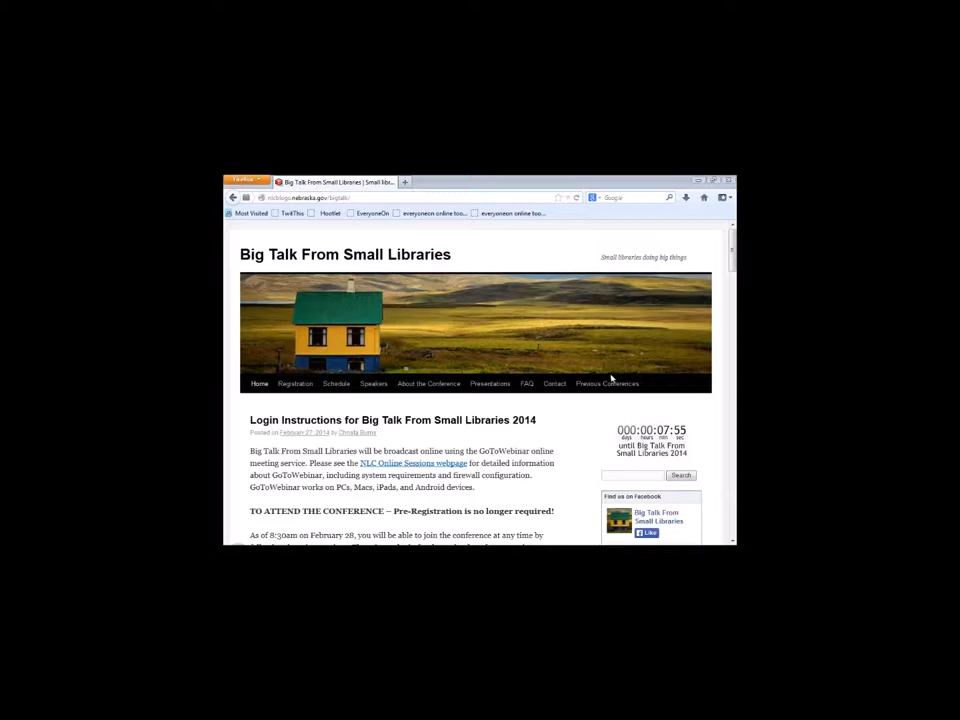 Firefox
Big Talk From Small Libraries | Small libr...
nlcblogs.nebraska.gov/bigtalk/
Google
Most Visited TwitThis Hootlet EveryoneOn everyoneon online too... everyoneon online too...
Big Talk From Small Libraries
Small libraries doing big things
Home Registration Schedule Speakers About the Conference Presentations FAQ Contact Previous Conferences
Login Instructions for Big Talk From Small Libraries 2014
Posted on February 27, 2014 by Christa Burns
Big Talk From Small Libraries will be broadcast online using the GoToWebinar online
meeting service. Please see the NLC Online Sessions webpage for detailed information
about GoToWebinar, including system requirements and firewall configuration.
GoToWebinar works on PCs, Macs, iPads, and Android devices.
TO ATTEND THE CONFERENCE – Pre-Registration is no longer required!
As of 8:30am on February 28, you will be able to join the conference at any time by
000:00:07:55
days hours min sec
until Big Talk From
Small Libraries 2014
Search
Find us on Facebook
Big Talk From
Small Libraries
Like